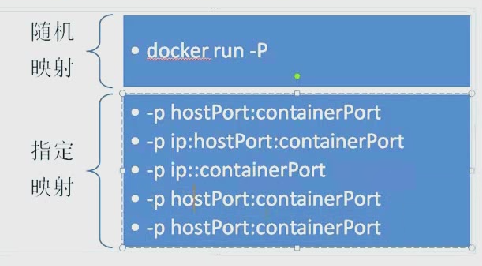 随机
映射
docker run -P
指定
映射
-p hostPort:containerPort
-p ip:hostPort:containerPort
-p ip::containerPort
-p hostPort:containerPort
-p hostPort:containerPort